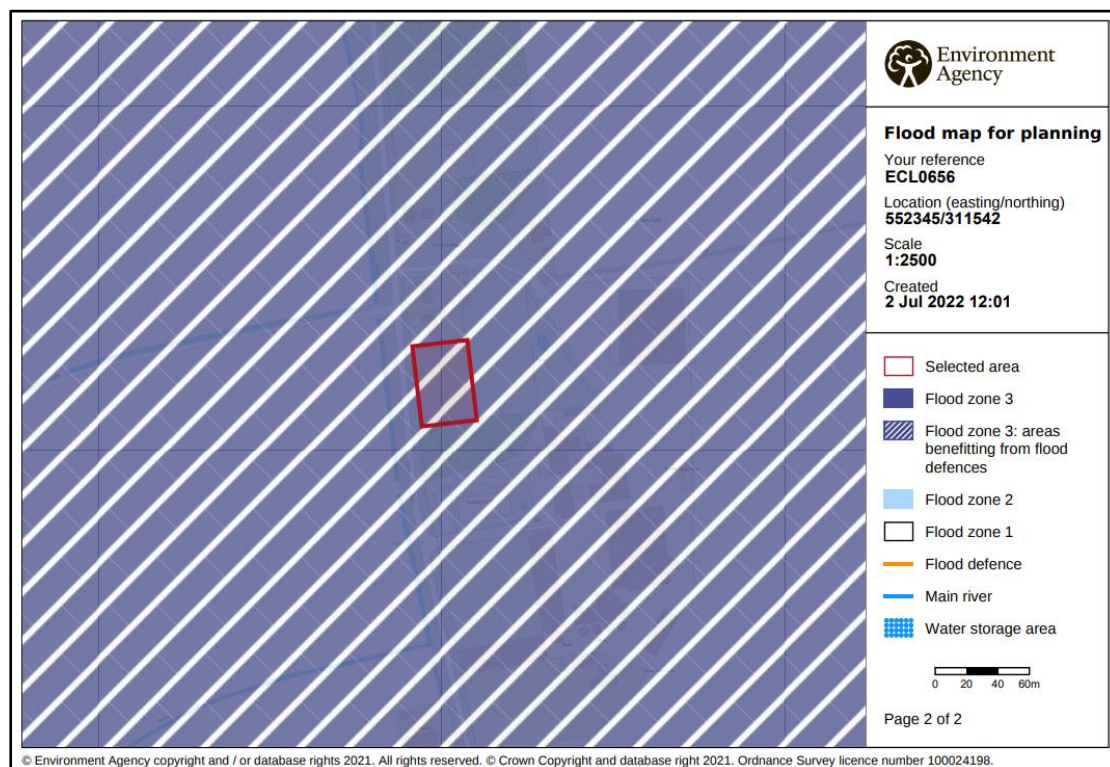 Environment
Agency
Flood map for planning
Your reference
ECL0656
Location (easting/northing)
552345/311542
Scale
1:2500
Created
2 Jul 2022 12:01
Selected area
Flood zone 3
Flood zone 3: areas
benefitting from flood
defences
Flood zone 2
Flood zone 1
Flood defence
Main river
Water storage area
0 20 40 60m
Page 2 of 2
© Environment Agency copyright and / or database rights 2021. All rights reserved. © Crown Copyright and database right 2021. Ordnance Survey licence number 100024198.